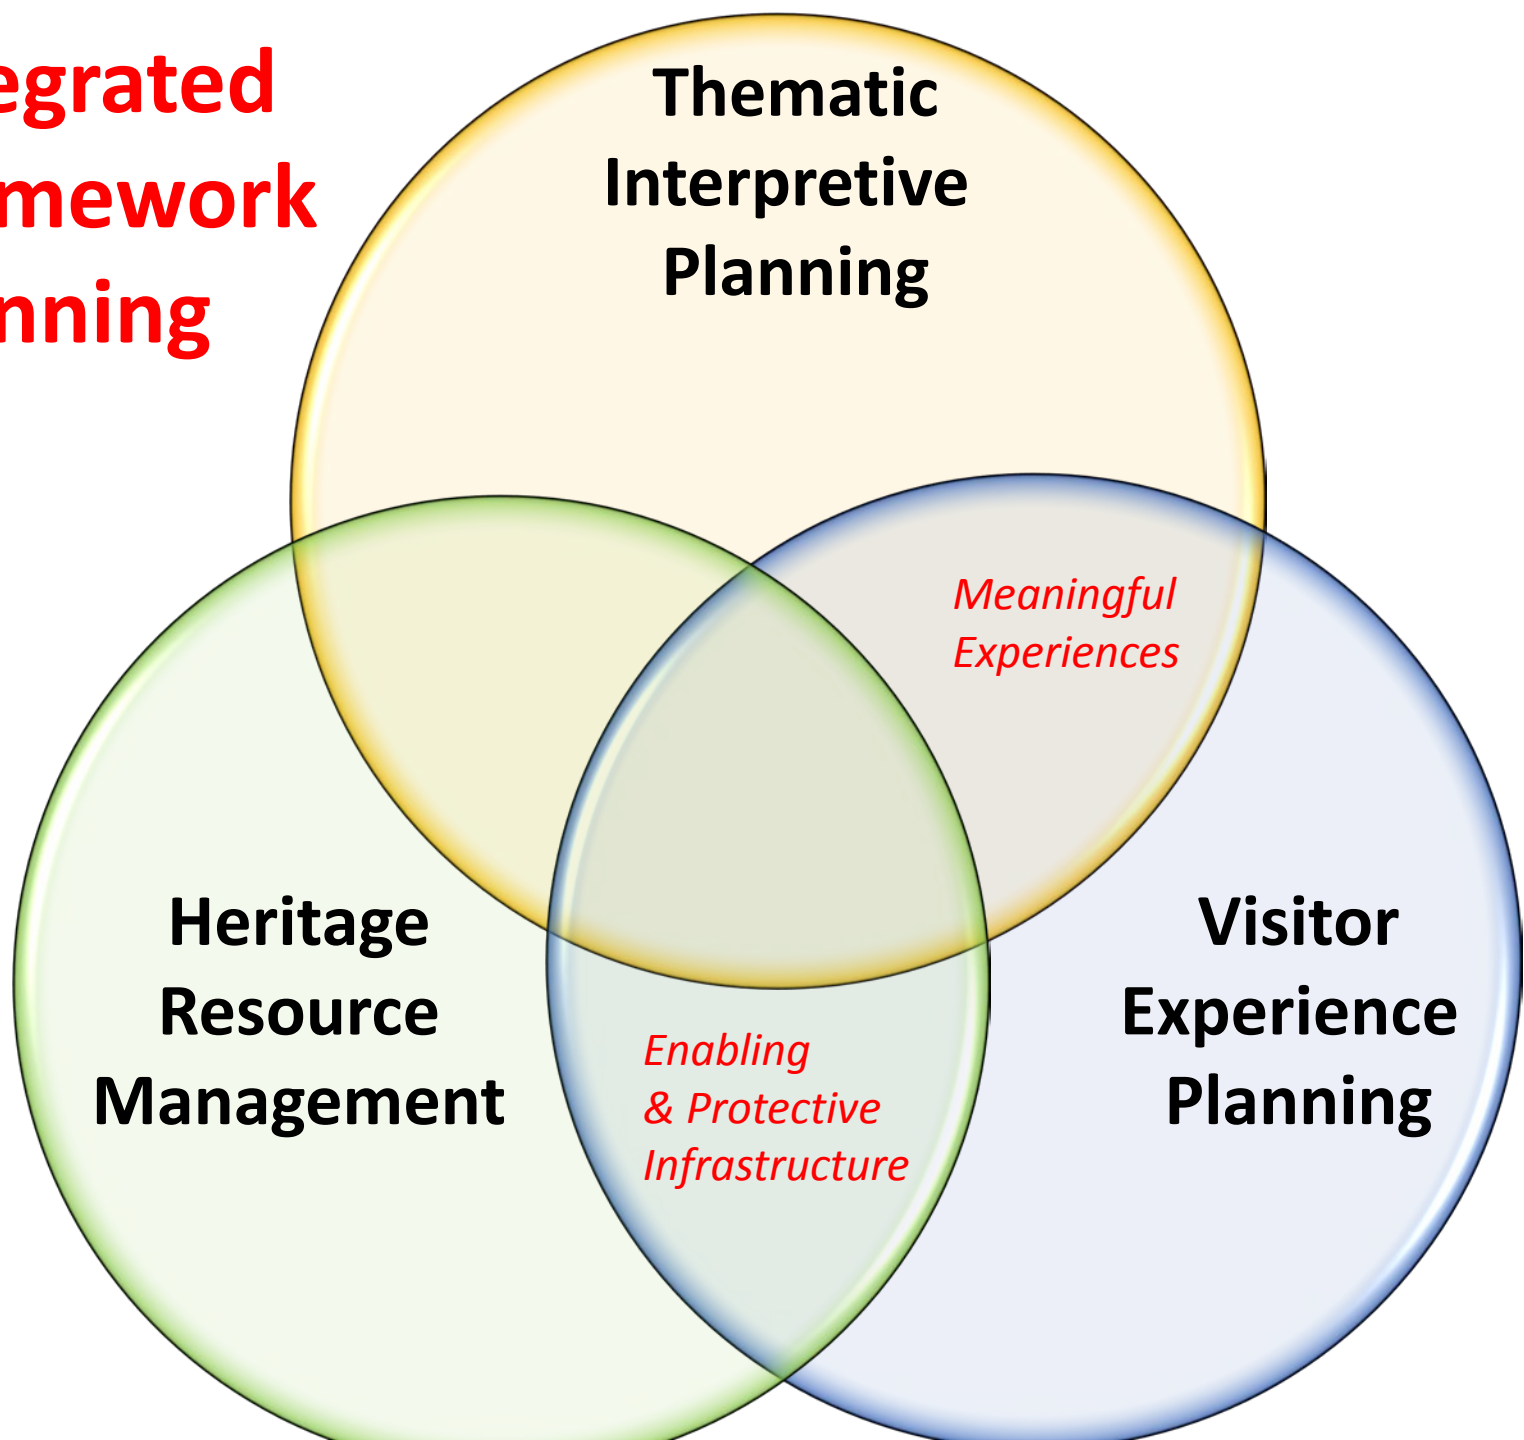 egrated
mework
nning
Thematic
Interpretive
Planning
Meaningful
Experiences
Heritage
Resource
Management
Visitor
Experience
Planning
Enabling
& Protective
Infrastructure